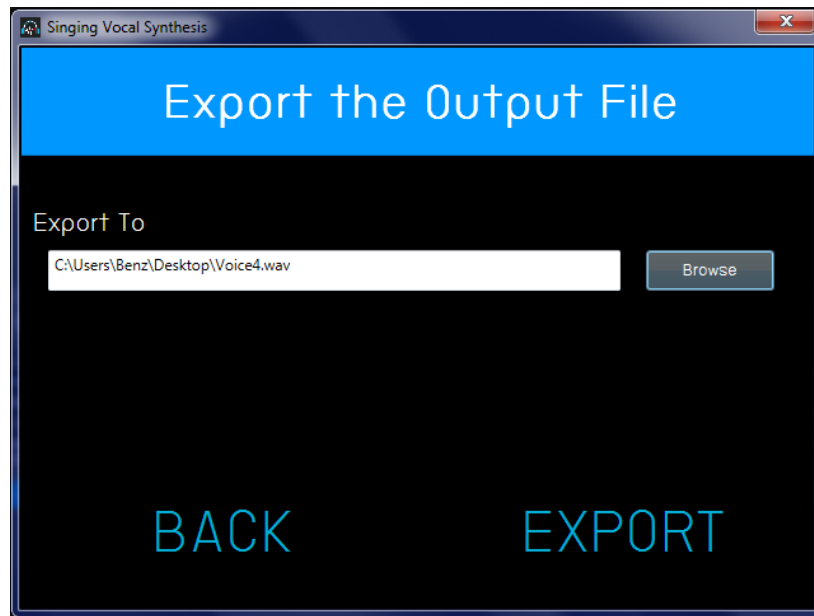 Singing Vocal Synthesis
Export the Output File
Export To
C:\Users\Benz\Desktop\Voice4.wav
Browse
BACK
EXPORT